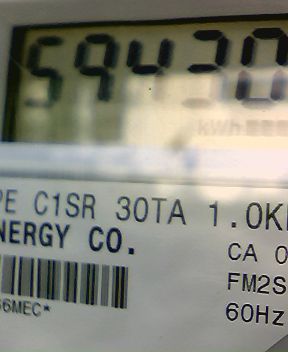 59430
kWh
PE C1SR 30TA 1.0K
NERGY CO.
CA 0
FM2S
60Hz
6MEC*